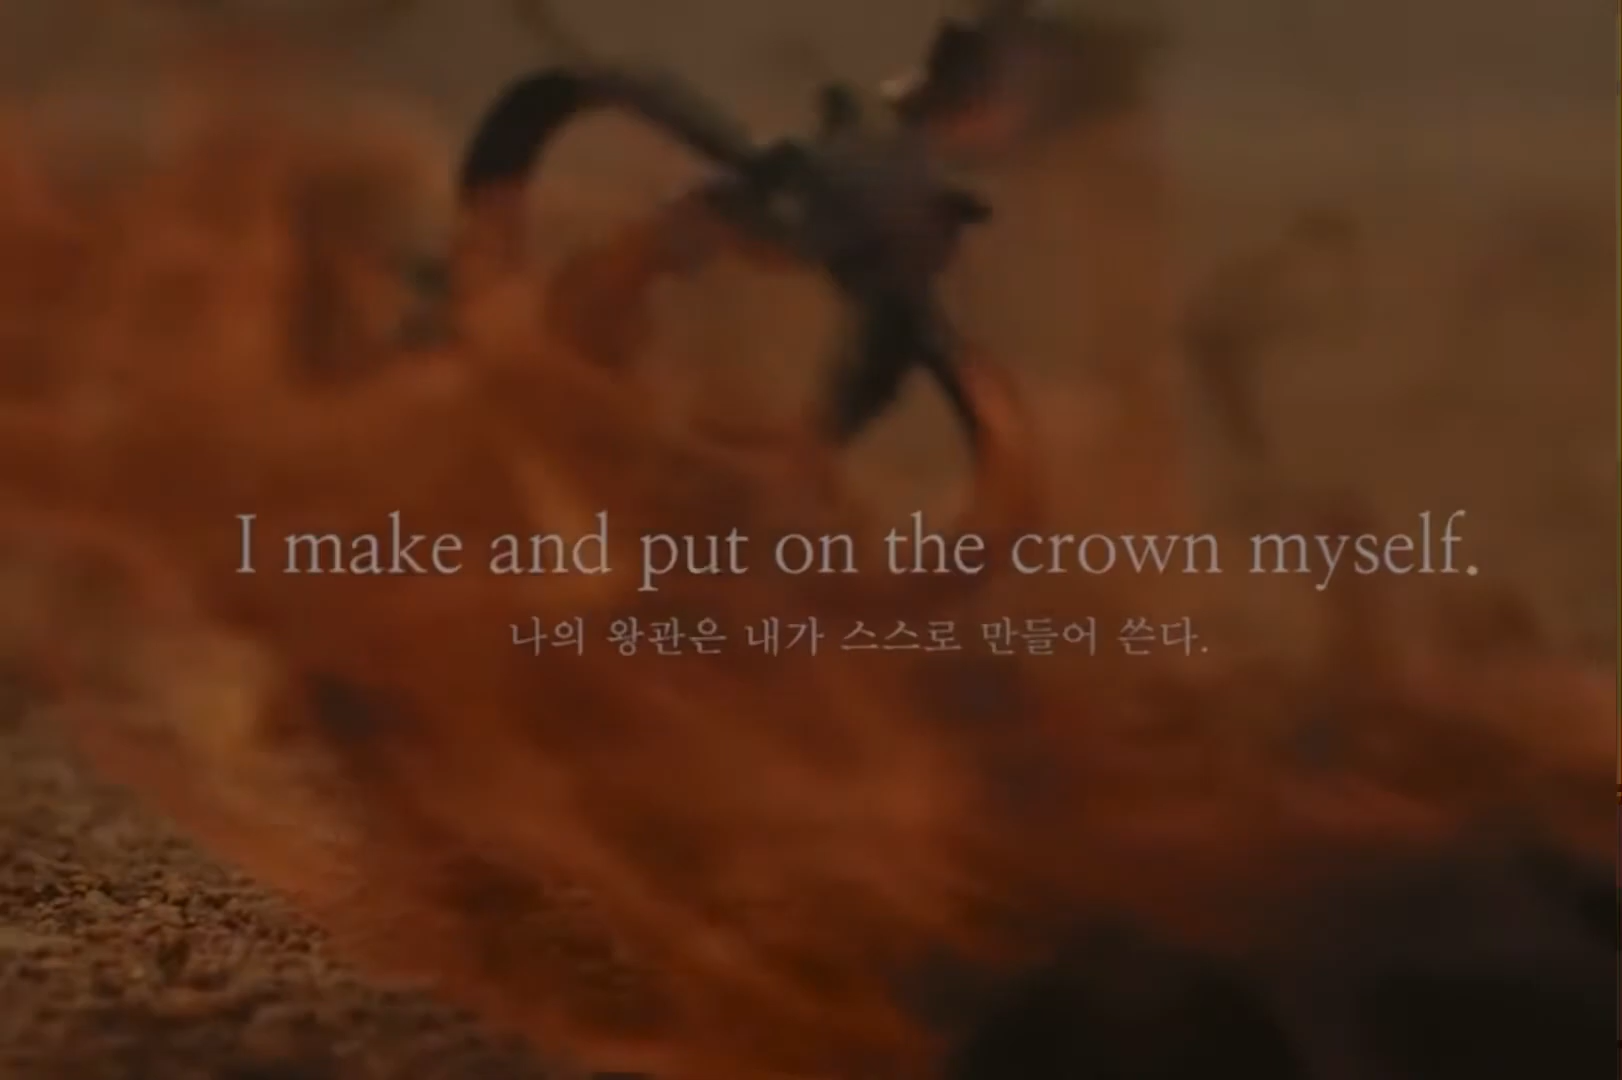 I make and put on the crown myself.
나의 왕관은 내가 스스로 만들어 쓴다.